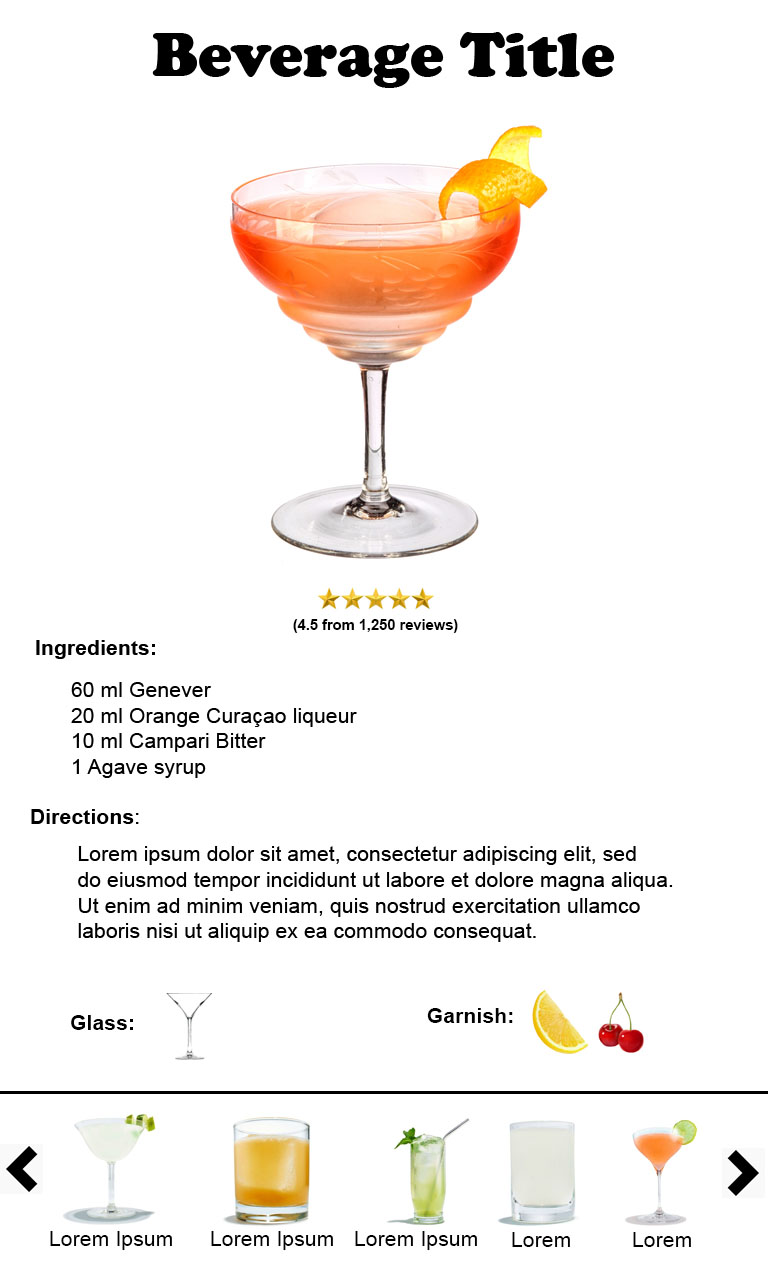 Beverage Title
(4.5 from 1,250 reviews)
Ingredients:
60 ml Genever
20 ml Orange Curaçao liqueur
10 ml Campari Bitter
1 Agave syrup
Directions:
Lorem ipsum dolor sit amet, consectetur adipiscing elit, sed
do eiusmod tempor incididunt ut labore et dolore magna aliqua.
Ut enim ad minim veniam, quis nostrud exercitation ullamco
laboris nisi ut aliquip ex ea commodo consequat.
Glass:
Garnish:
Lorem Ipsum
Lorem Ipsum
Lorem Ipsum
Lorem
Lorem